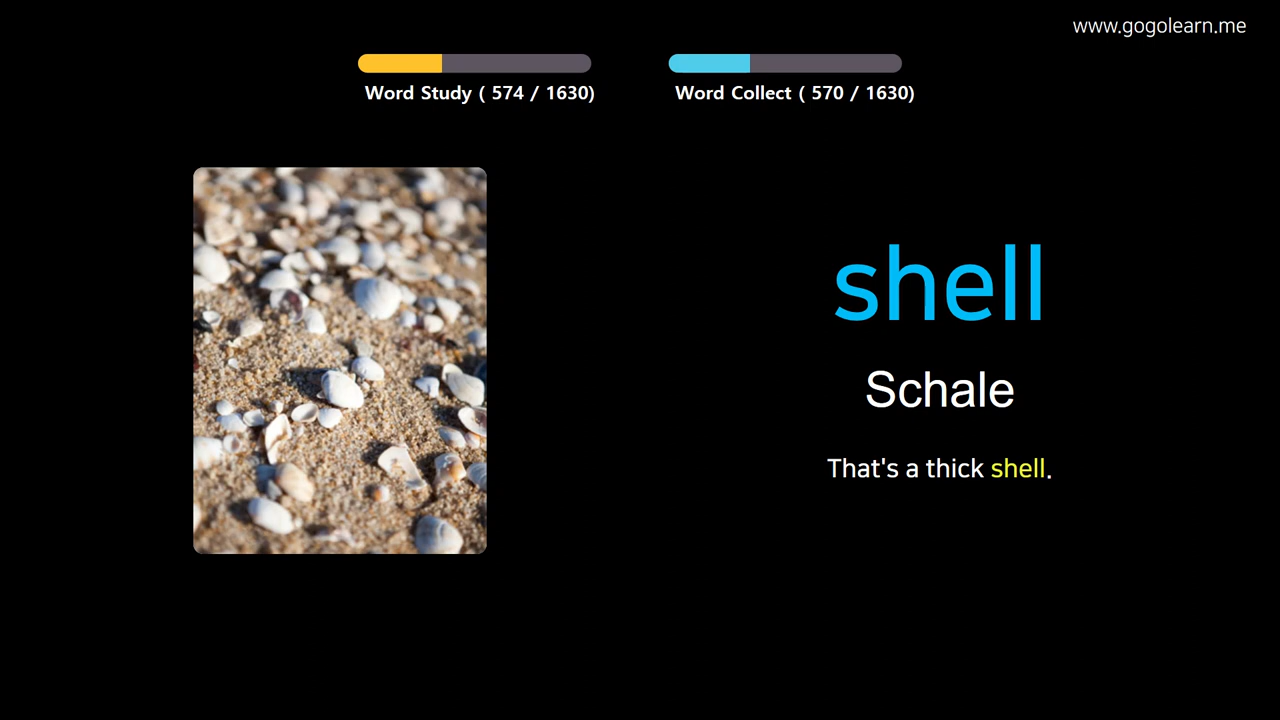 www.gogolearn.me
Word Study ( 574 / 1630)
Word Collect ( 570 / 1630)
shell
Schale
That's a thick shell.